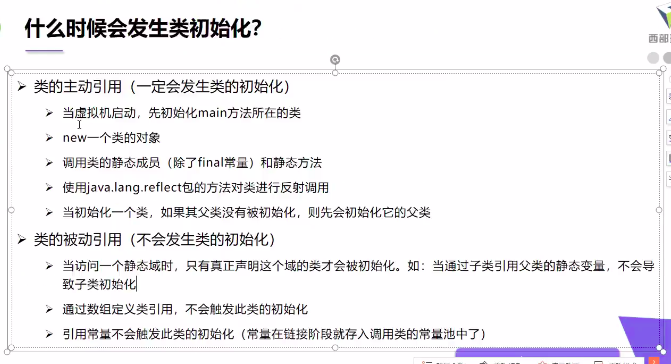 什么时候会发生类初始化？
西部
类的主动引用（一定会发生类的初始化）
当虚拟机启动，先初始化main方法所在的类
new一个类的对象
调用类的静态成员（除了final常量）和静态方法
使用java.lang.reflect包的方法对类进行反射调用
当初始化一个类，如果其父类没有被初始化，则先会初始化它的父类
类的被动引用（不会发生类的初始化）
当访问一个静态域时，只有真正声明这个域的类才会被初始化。如：当通过子类引用父类的静态变量，不会导
致子类初始化
通过数组定义类引用，不会触发此类的初始化
引用常量不会触发此类的初始化（常量在链接阶段就存入调用类的常量池中了）